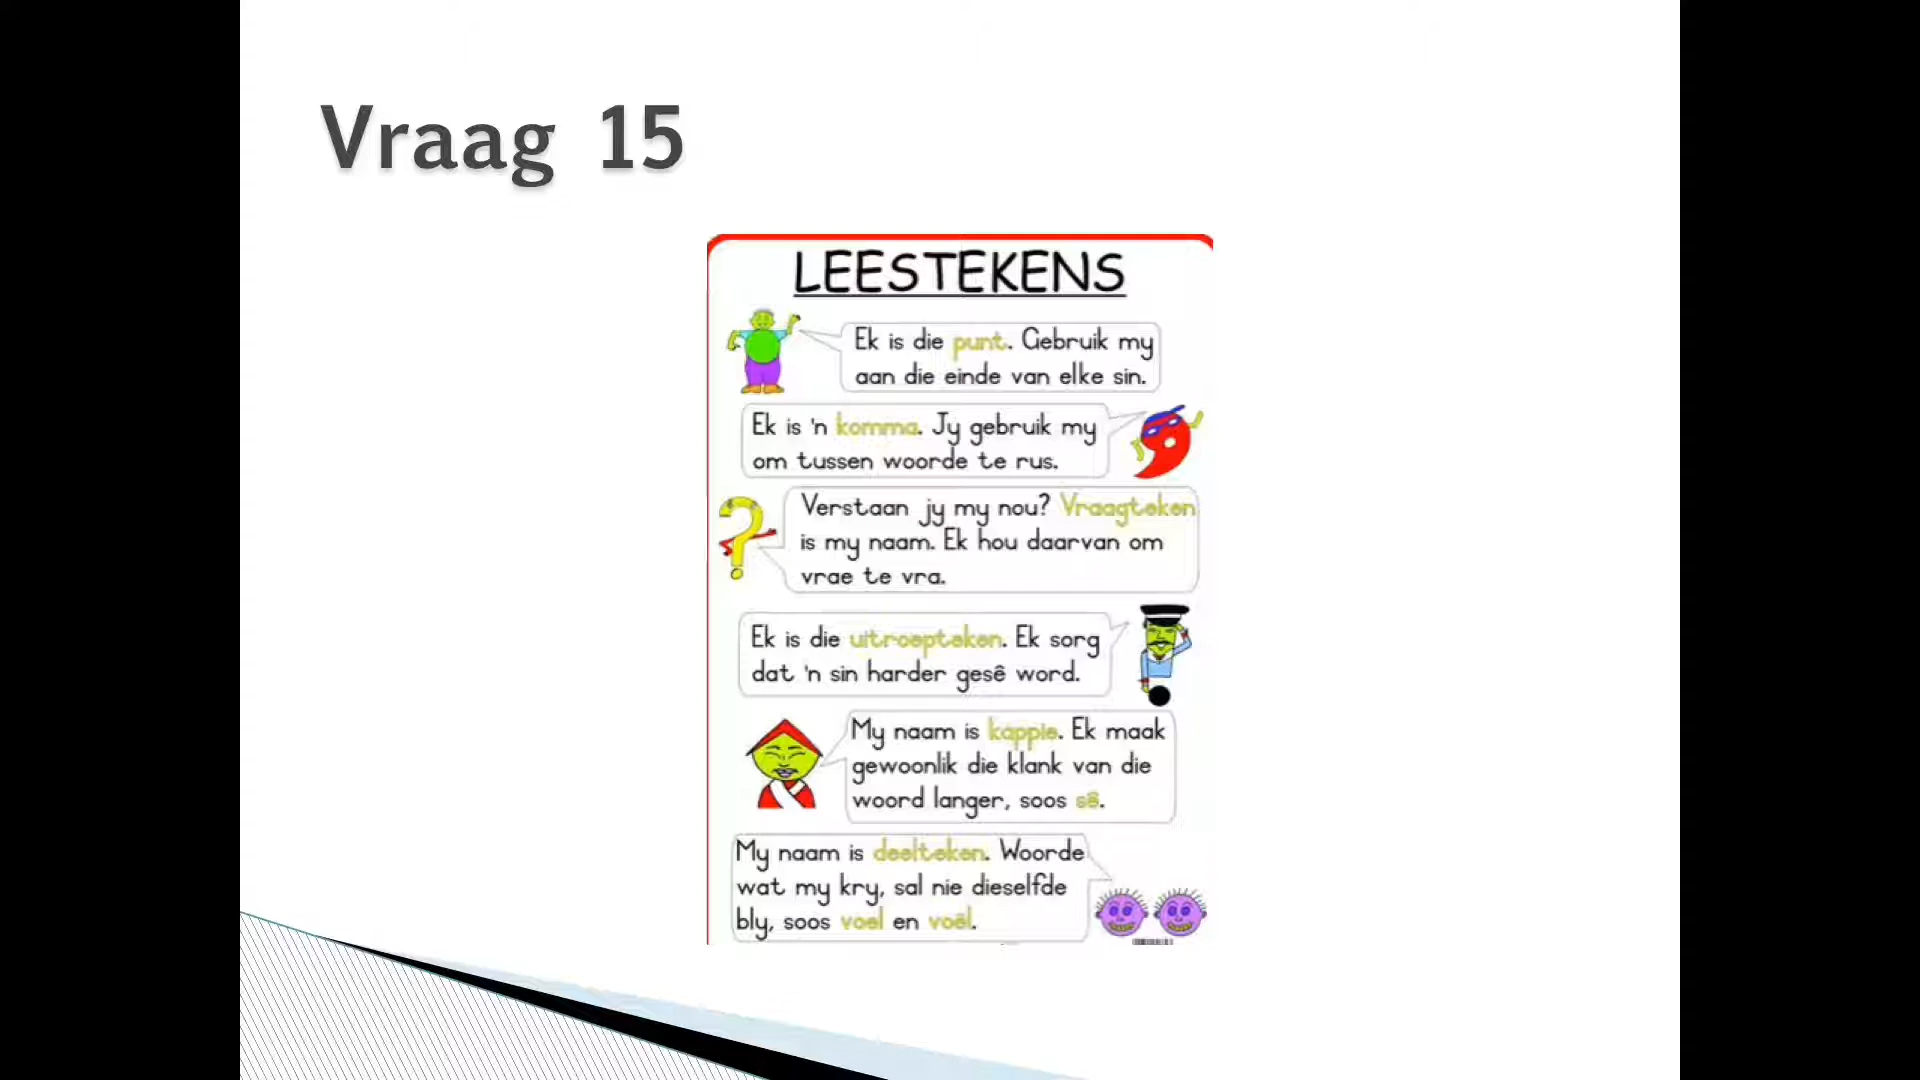 Vraag 15
LEESTEKENS
Ek is die punt. Gebruik my
aan die einde van elke sin.
Ek is 'n komma. Jy gebruik my
om tussen woorde te rus.
Verstaan jy my nou? Vraagteken
is my naam. Ek hou daarvan om
vrae te vra.
Ek is die uitroepteken. Ek sorg
dat 'n sin harder gesê word.
My naam is kappie. Ek maak
gewoonlik die klank van die
woord langer, soos sê.
My naam is deelteken. Woorde
wat my kry, sal nie dieselfde
bly, soos voel en voël.